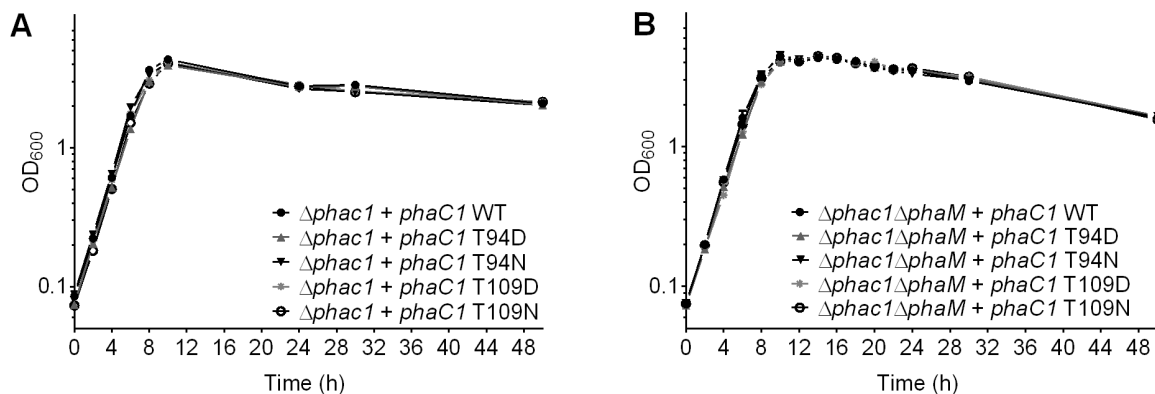 A
OD600
1
0.1
Δphac1 + phaC1 WT
Δphac1 + phaC1 T94D
Δphac1 + phaC1 T94N
Δphac1 + phaC1 T109D
Δphac1 + phaC1 T109N
0 4 8 12 16 20 24 28 32 36 40 44 48
Time (h)
B
OD600
1
0.1
Δphac1ΔphaM + phaC1 WT
Δphac1ΔphaM + phaC1 T94D
Δphac1ΔphaM + phaC1 T94N
Δphac1ΔphaM + phaC1 T109D
Δphac1ΔphaM + phaC1 T109N
0 4 8 12 16 20 24 28 32 36 40 44 48
Time (h)